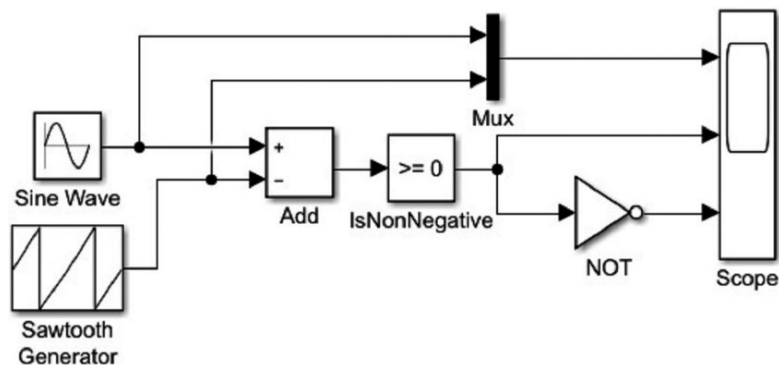 Mux
Sine Wave
+
−
Add
>= 0
IsNonNegative
NOT
Scope
Sawtooth
Generator